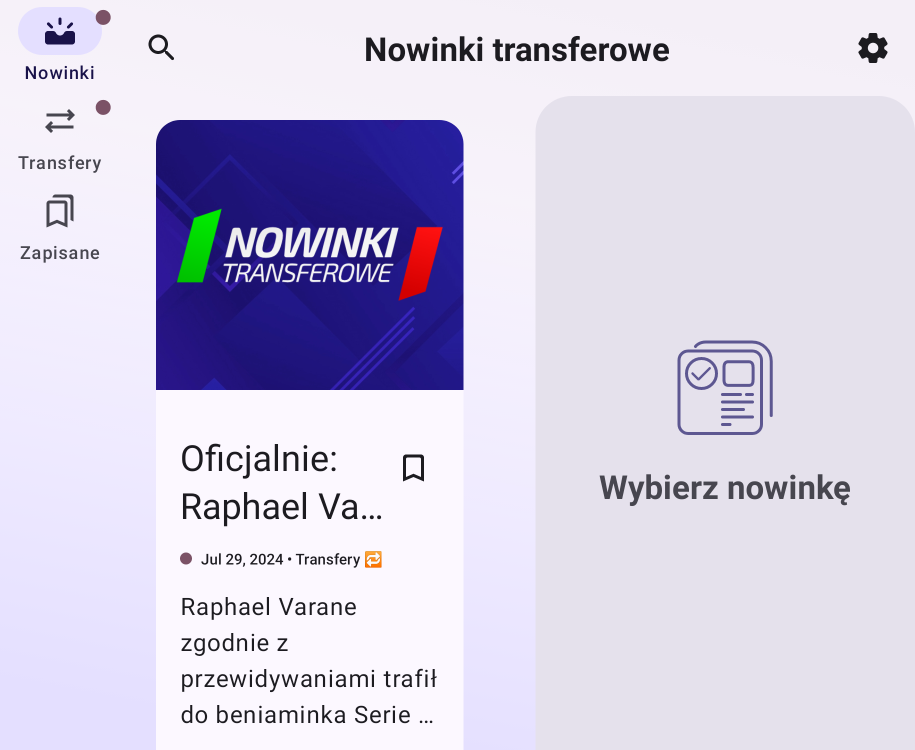 Nowinki
Transfery
Zapisane
Nowinki transferowe
NOWINKI
TRANSFEROWE
Oficjalnie:
Raphael Va...
Jul 29, 2024 • Transfery 🔁
Raphael Varane
zgodnie z
przewidywaniami trafił
do beniaminka Serie ...
Wybierz nowinkę